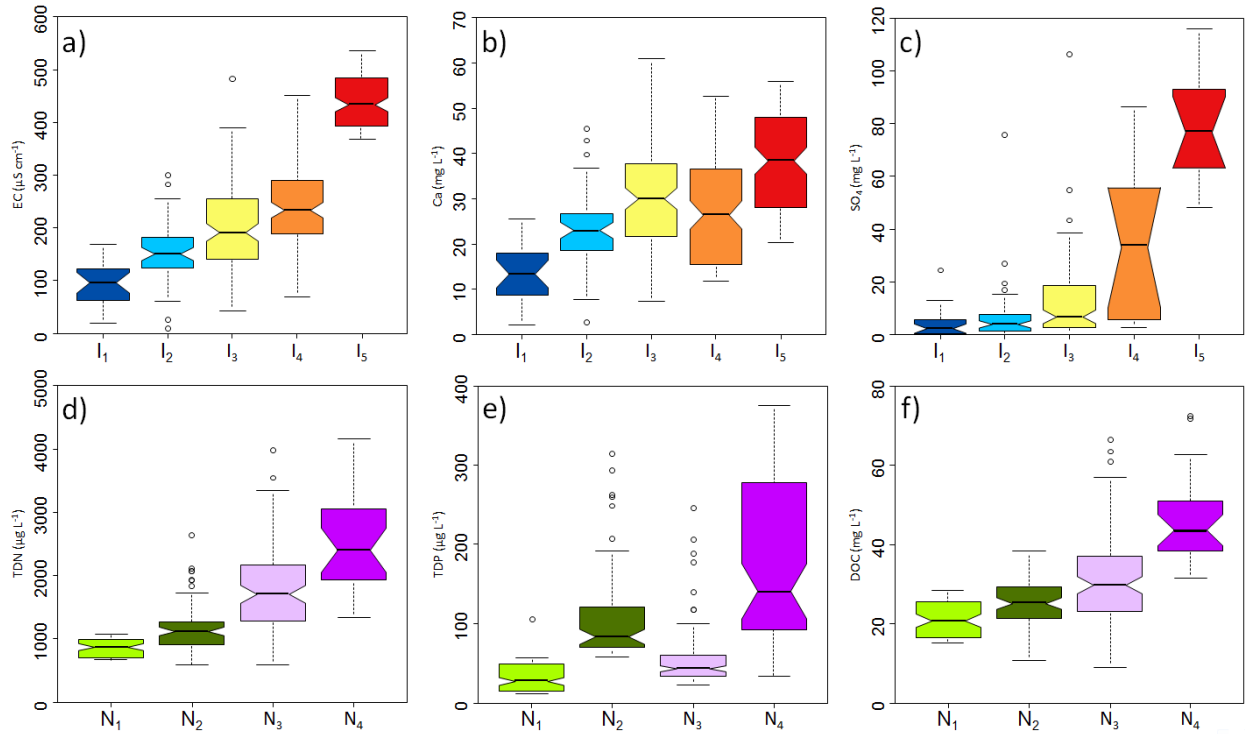 a)
EC (µS cm⁻¹)
600
500
400
300
200
100
0
I₁ I₂ I₃ I₄ I₅
b)
Ca (mg L⁻¹)
70
60
50
40
30
20
10
0
I₁ I₂ I₃ I₄ I₅
c)
SO₄ (mg L⁻¹)
120
100
80
60
40
20
0
I₁ I₂ I₃ I₄ I₅
d)
TDN (µg L⁻¹)
5000
4000
3000
2000
1000
0
N₁ N₂ N₃ N₄
e)
TDP (µg L⁻¹)
400
300
200
100
0
N₁ N₂ N₃ N₄
f)
DOC (mg L⁻¹)
80
60
40
20
0
N₁ N₂ N₃ N₄